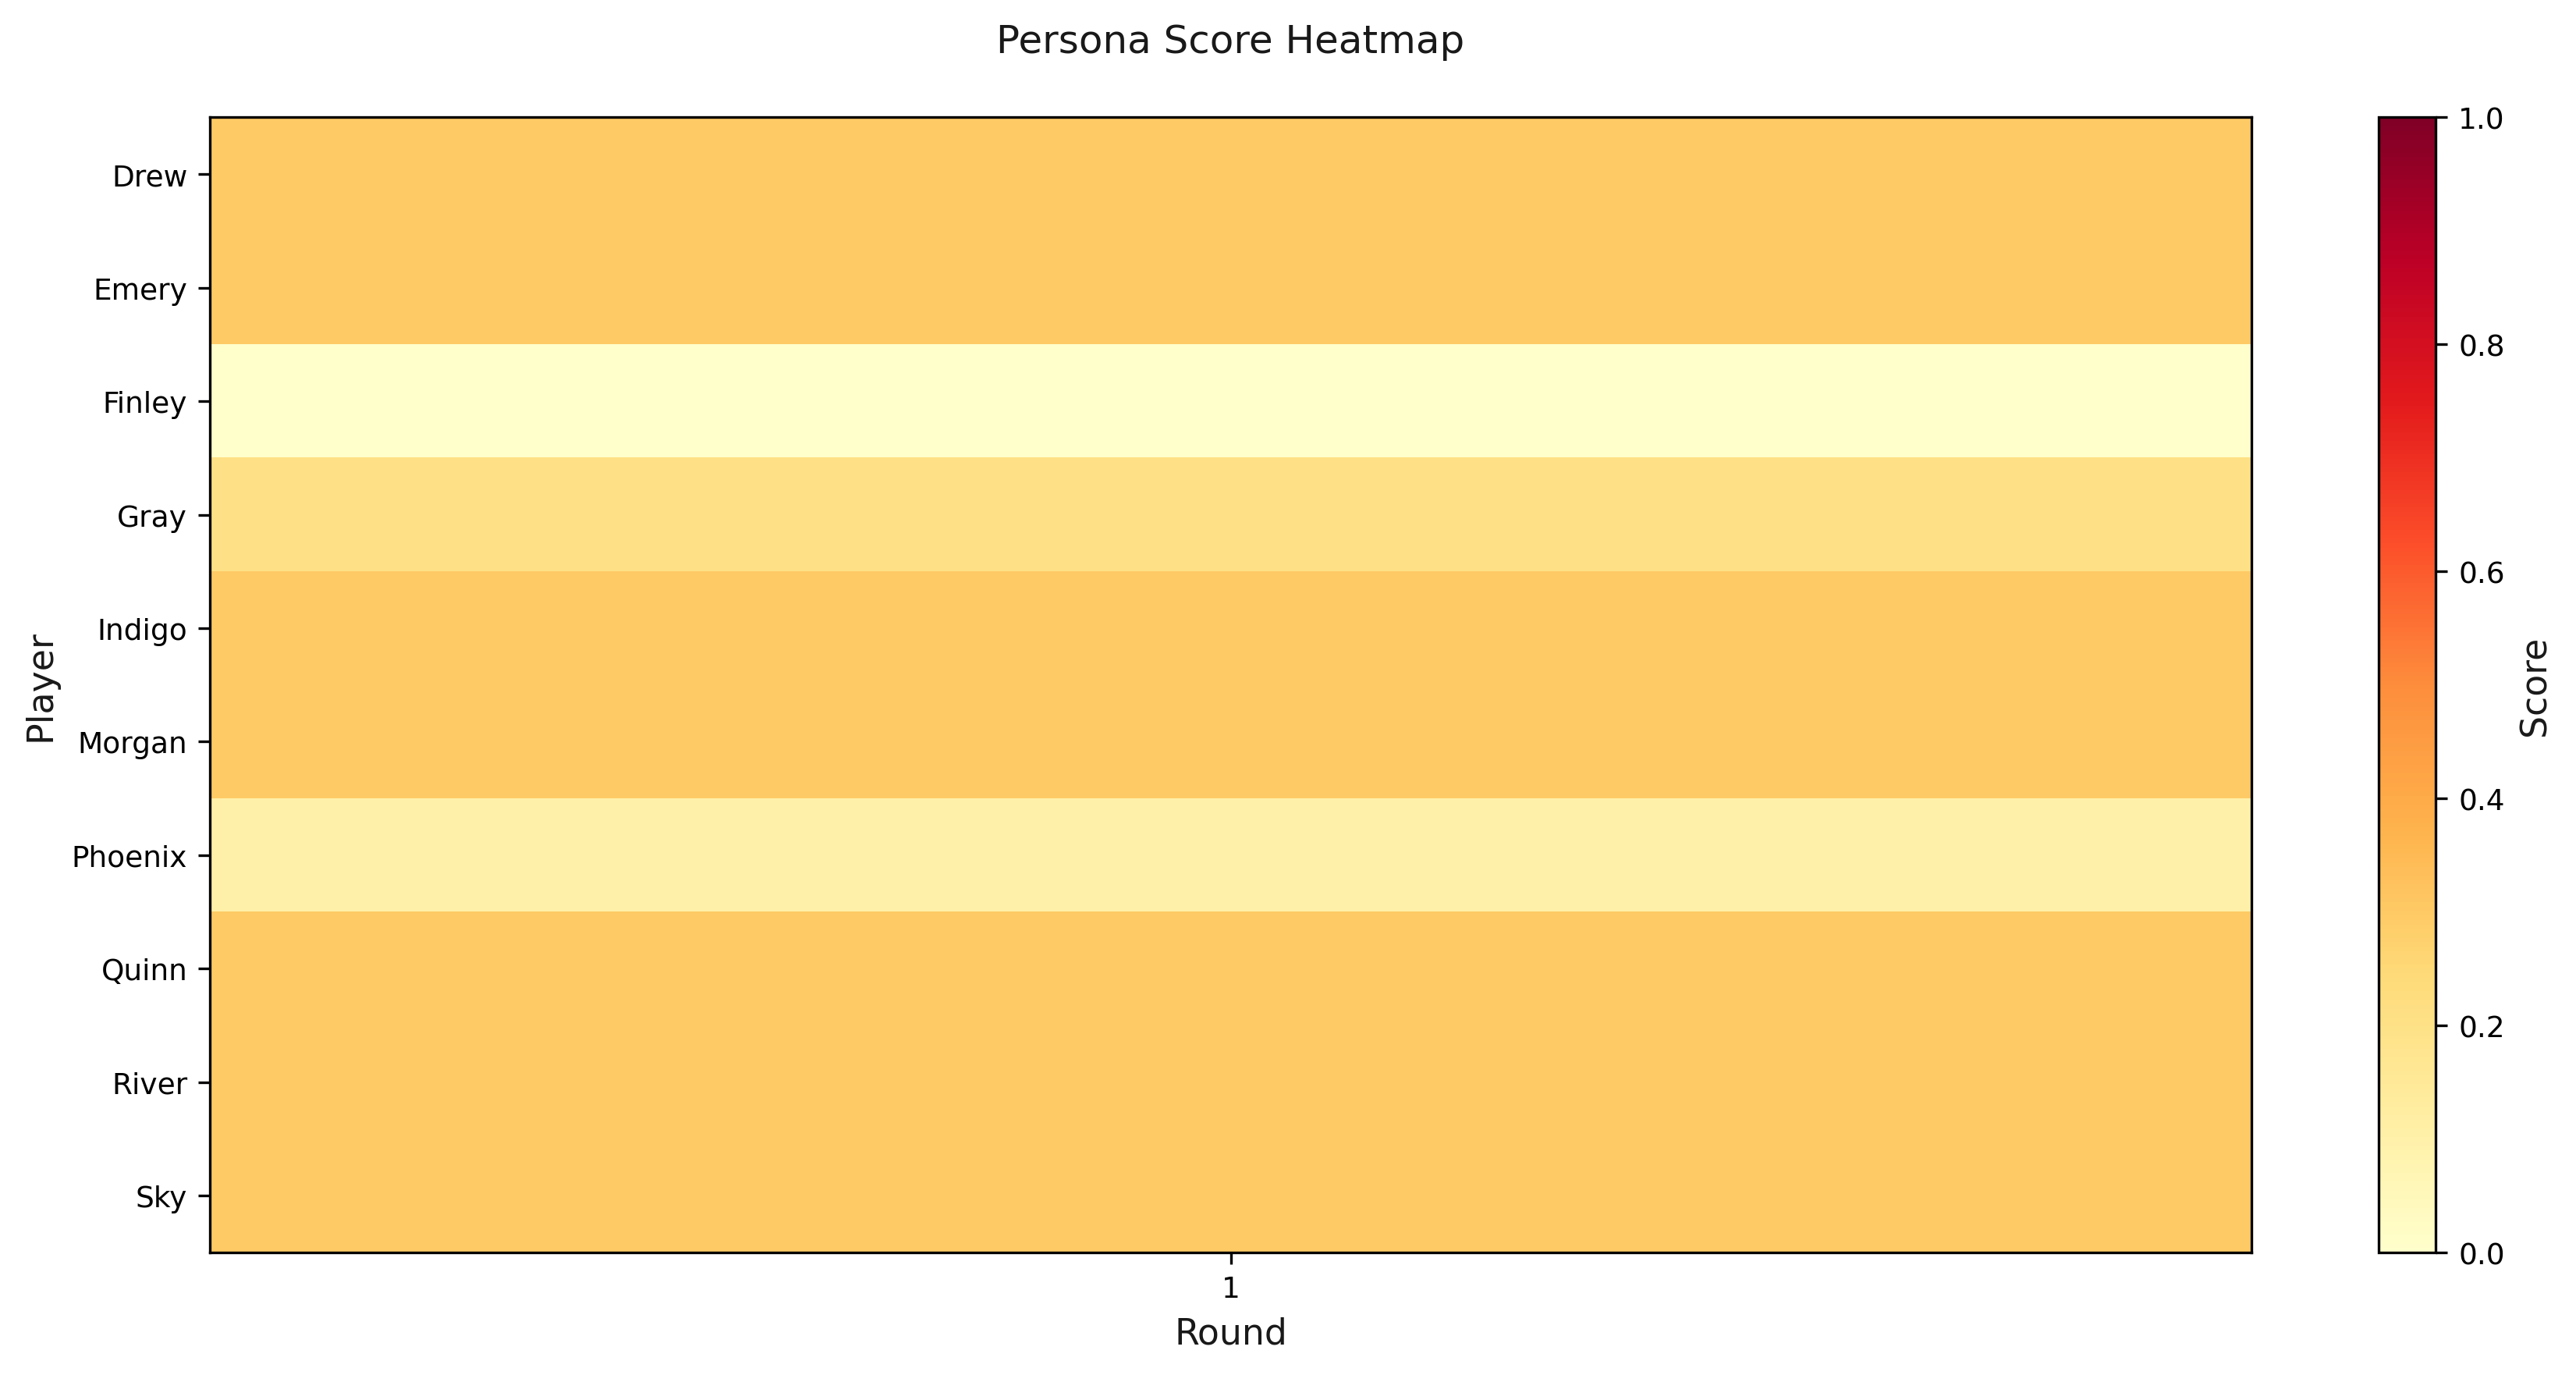 Persona Score Heatmap
Player
Drew
Emery
Finley
Gray
Indigo
Morgan
Phoenix
Quinn
River
Sky
1
Round
1.0
0.8
0.6
0.4
0.2
0.0
Score